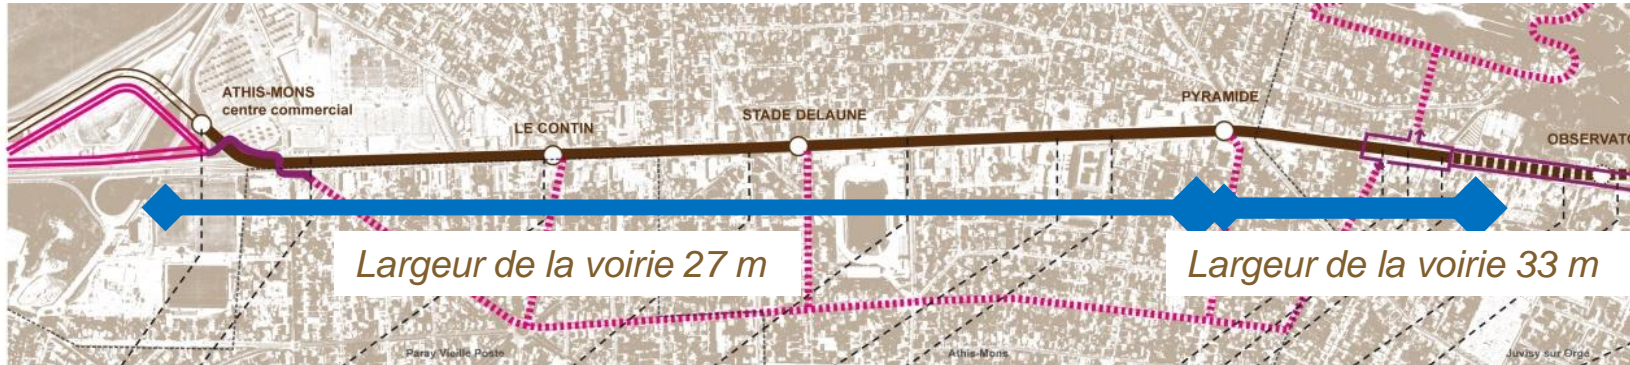 ATHIS-MONS
centre commercial
LE CONTIN
STADE DELAUNE
PYRAMIDE
OBSERVATO
Largeur de la voirie 27 m
Largeur de la voirie 33 m
Paray Vieille Poste
Athis-Mons
Juvisy sur Orge